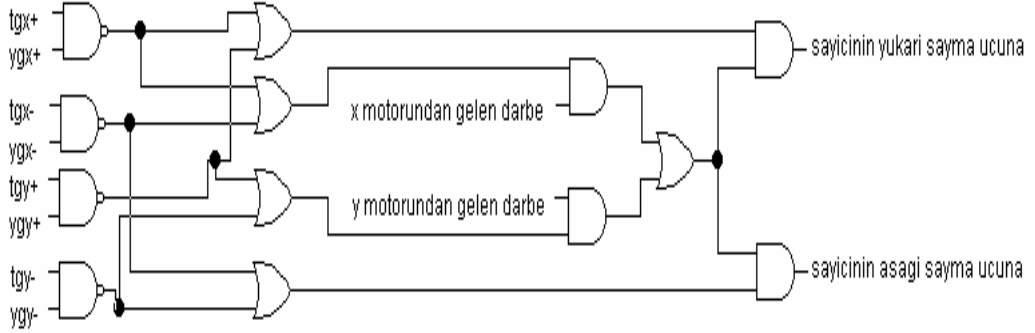 tgx+
ygx+
sayicinin yukari sayma ucuna
tgx-
x motorundan gelen darbe
ygx-
tgy+
y motorundan gelen darbe
ygy+
tgy-
sayicinin asagi sayma ucuna
ygy-